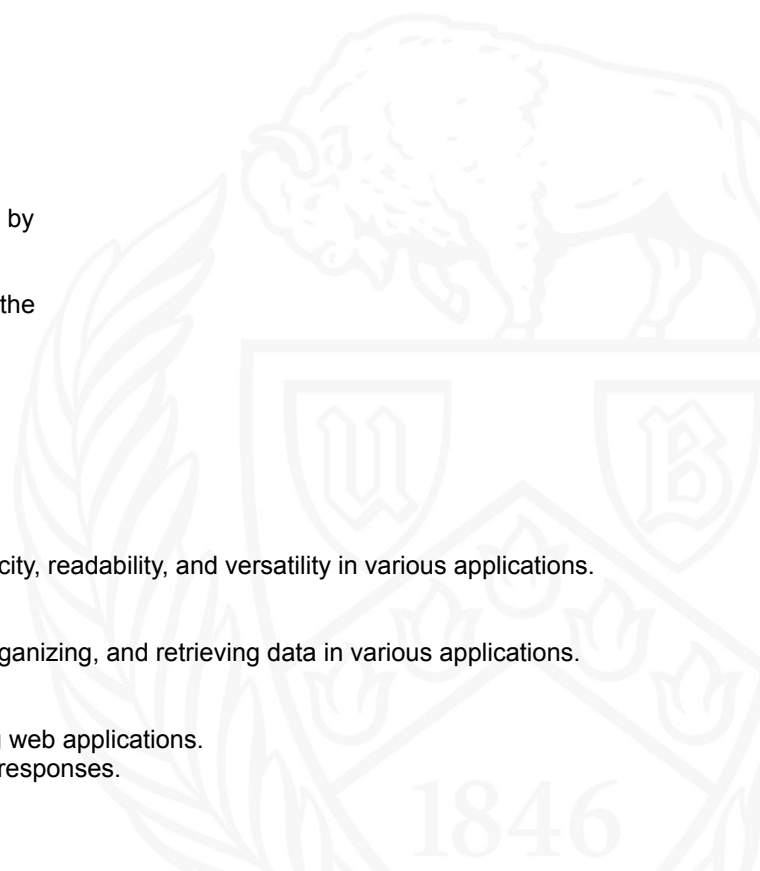 by
the
city, readability, and versatility in various applications.
ganizing, and retrieving data in various applications.
web applications.
responses.
U B
1846